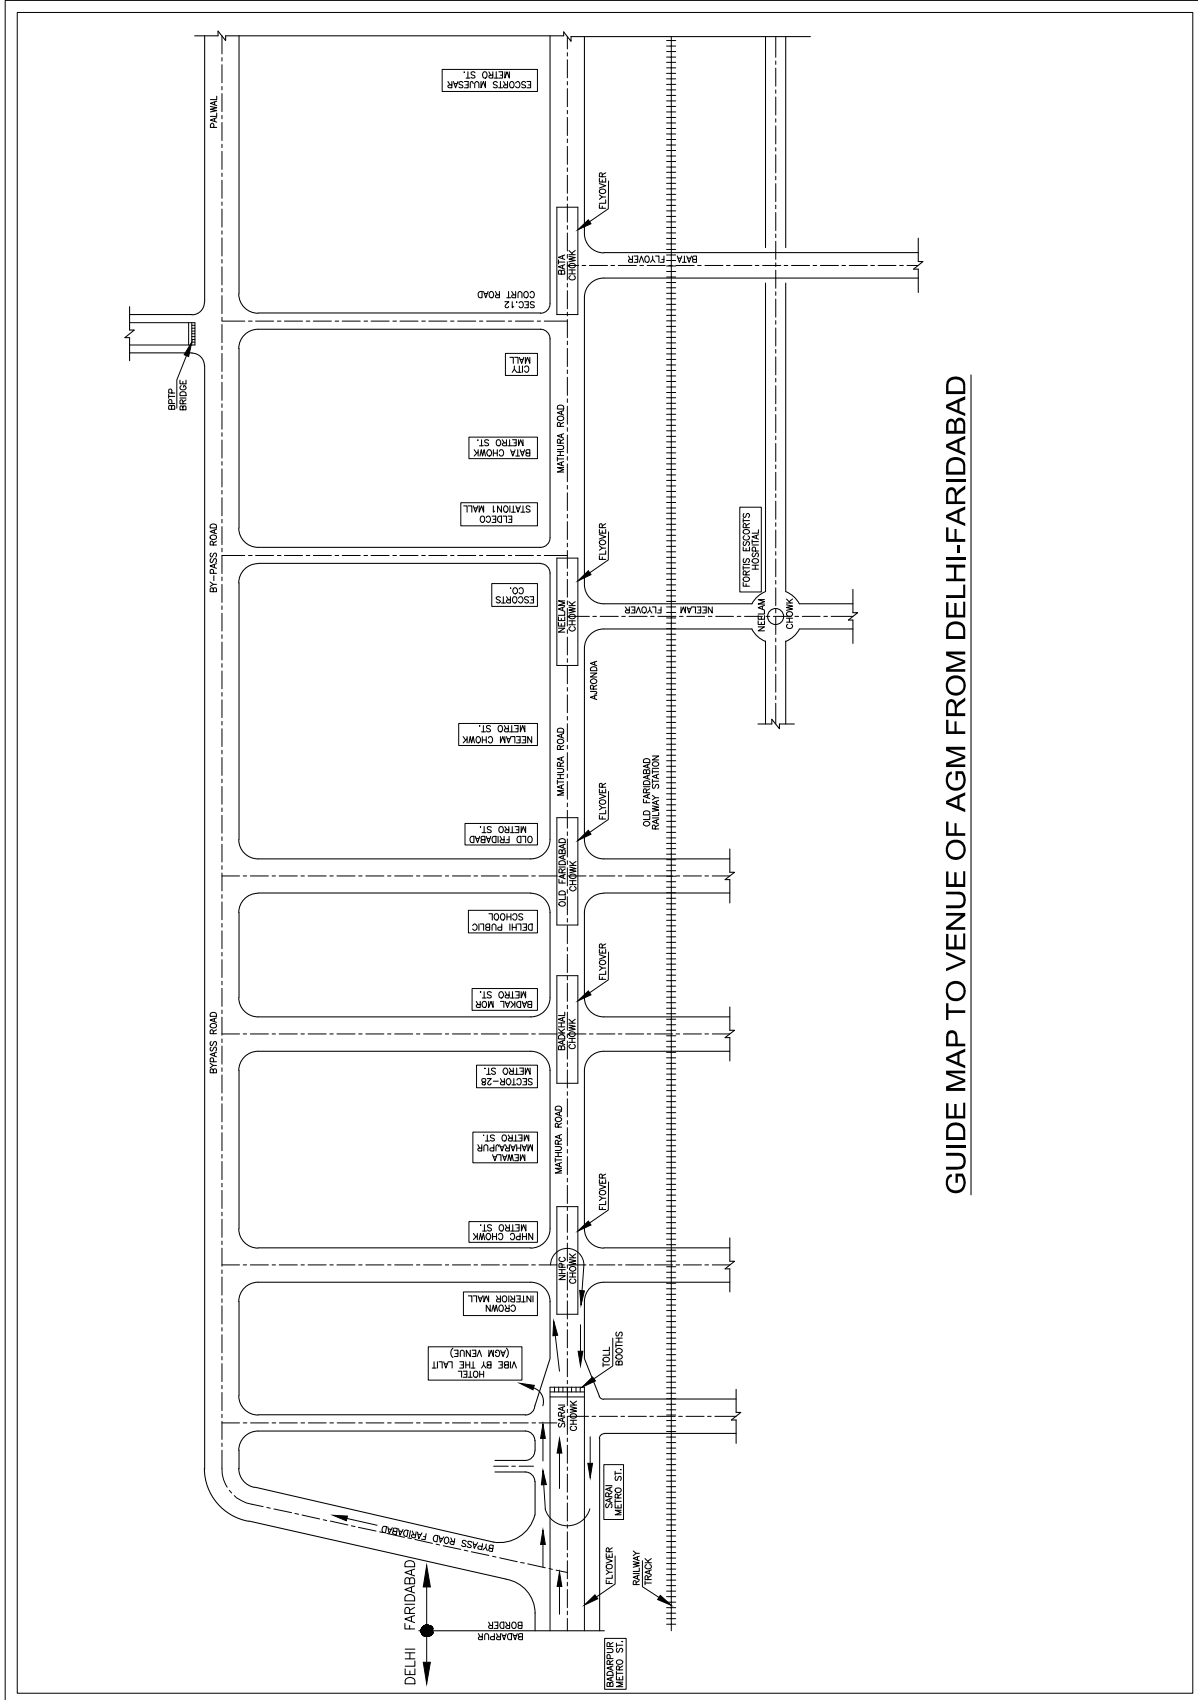 GUIDE MAP TO VENUE OF AGM FROM DELHI-FARIDABAD
DELHI
FARIDABAD
BADARPUR
BORDER
BADARPUR
METRO ST.
BYPASS ROAD FARIDABAD
FLYOVER
RAILWAY
TRACK
SARAI
METRO ST.
SARAI
CHOWK
TOLL
BOOTHS
HOTEL
VIBE BY THE LALIT
(AGM VENUE)
CROWN
INTERIOR MALL
NHPC
CHOWK
FLYOVER
NHPC CHOWK
METRO ST.
MEWALA
MAHARAJPUR
METRO ST.
MATHURA ROAD
SECTOR-28
METRO ST.
BYPASS ROAD
BADKHAL
CHOWK
FLYOVER
BADKAL MOR
METRO ST.
DELHI PUBLIC
SCHOOL
OLD FARIDABAD
CHOWK
FLYOVER
OLD FRIDABAD
METRO ST.
OLD FARIDABAD
RAILWAY STATION
MATHURA ROAD
NEELAM CHOWK
METRO ST.
AJRONDA
NEELAM
CHOWK
FLYOVER
ESCORTS
CO.
NEELAM
FLYOVER
NEELAM
CHOWK
FORTIS ESCORTS
HOSPITAL
BY-PASS ROAD
ELDECO
STATION1 MALL
BATA CHOWK
METRO ST.
MATHURA ROAD
CITY
MALL
BPTP
BRIDGE
SEC.12
COURT ROAD
BATA
CHOWK
FLYOVER
BATA
FLYOVER
ESCORTS MUJESAR
METRO ST.
PALWAL